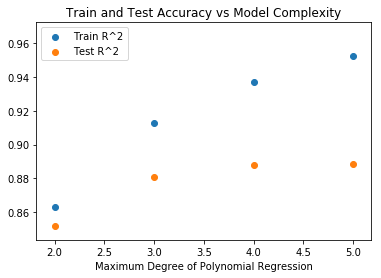 Train and Test Accuracy vs Model Complexity
Train R^2
Test R^2
0.96
0.94
0.92
0.90
0.88
0.86
2.0 2.5 3.0 3.5 4.0 4.5 5.0
Maximum Degree of Polynomial Regression